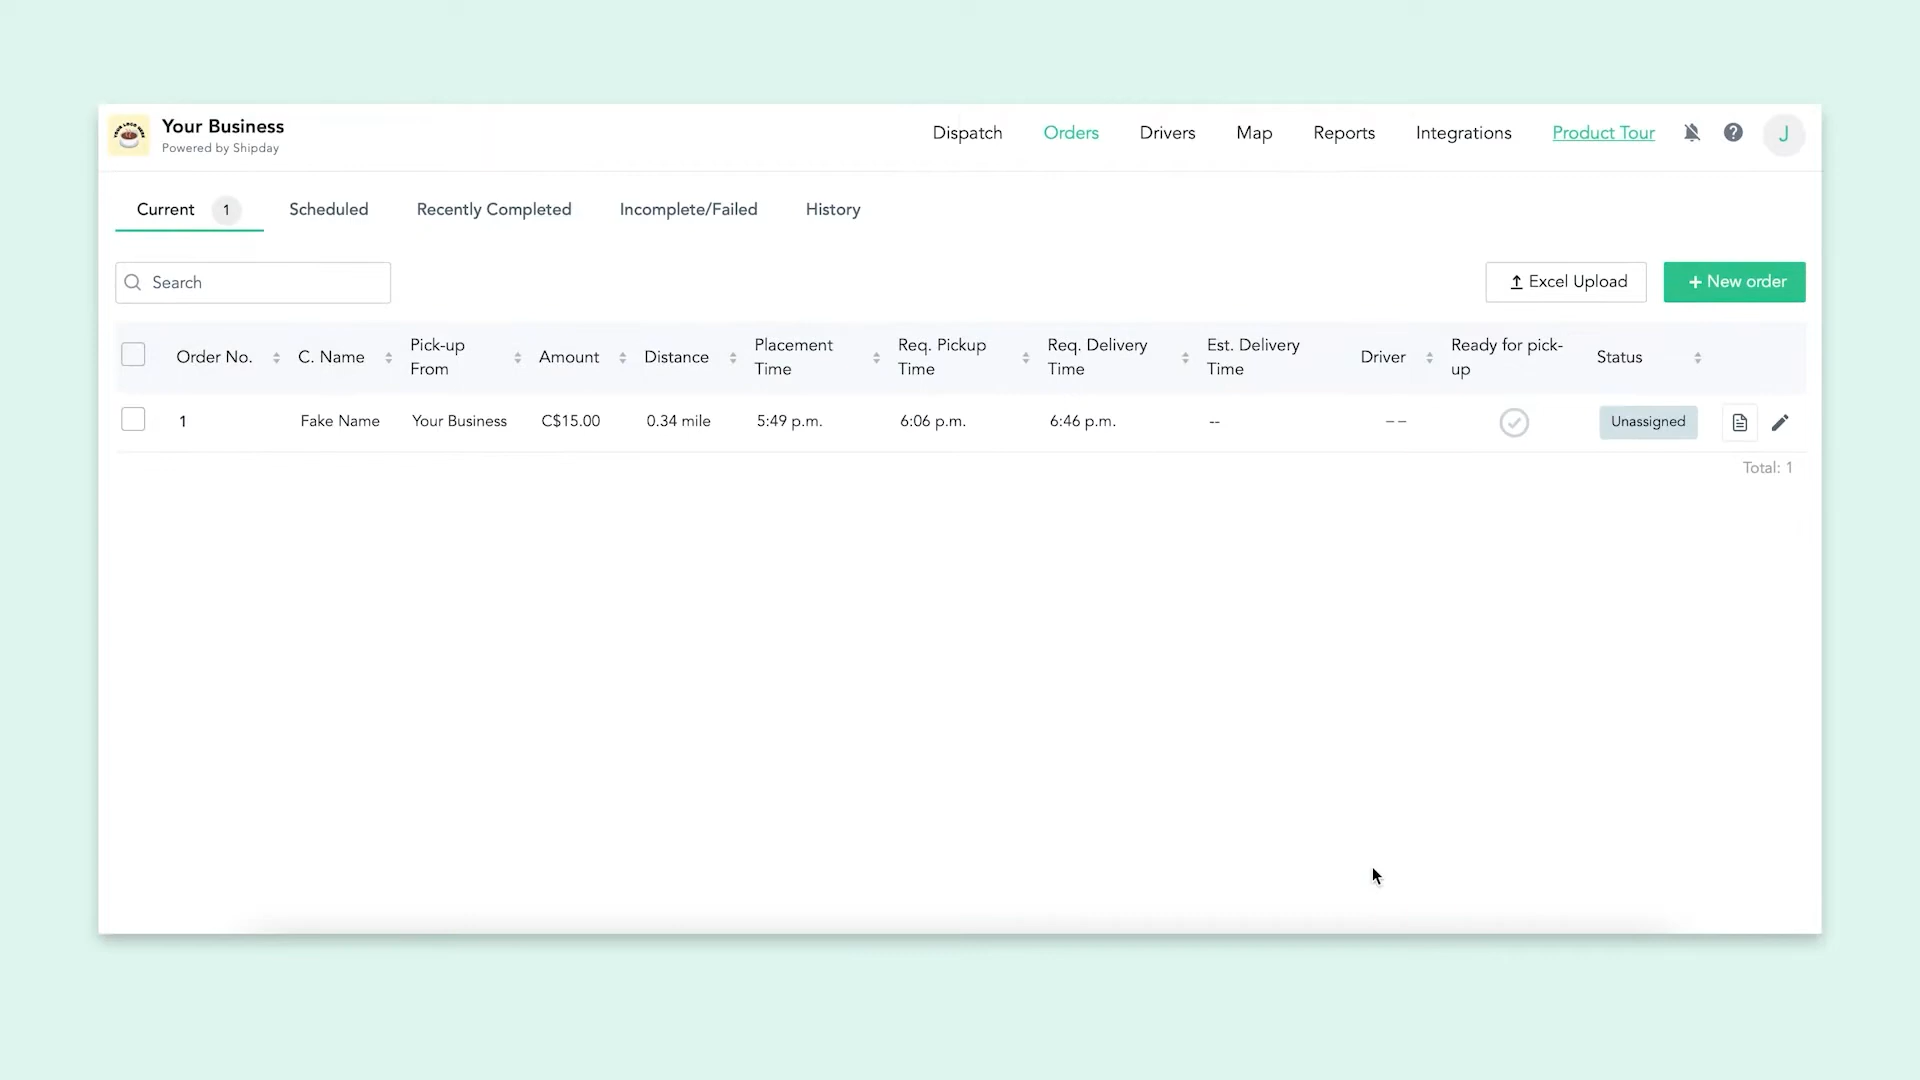 Your Business
Powered by Shipday
Dispatch Orders Drivers Map Reports Integrations Product Tour J
Current 1 Scheduled Recently Completed Incomplete/Failed History
Search
Excel Upload
+ New order
Order No. C. Name Pick-up From Amount Distance Placement Time Req. Pickup Time Req. Delivery Time Est. Delivery Time Driver Ready for pick-up Status
1 Fake Name Your Business C$15.00 0.34 mile 5:49 p.m. 6:06 p.m. 6:46 p.m. -- -- Unassigned
Total: 1